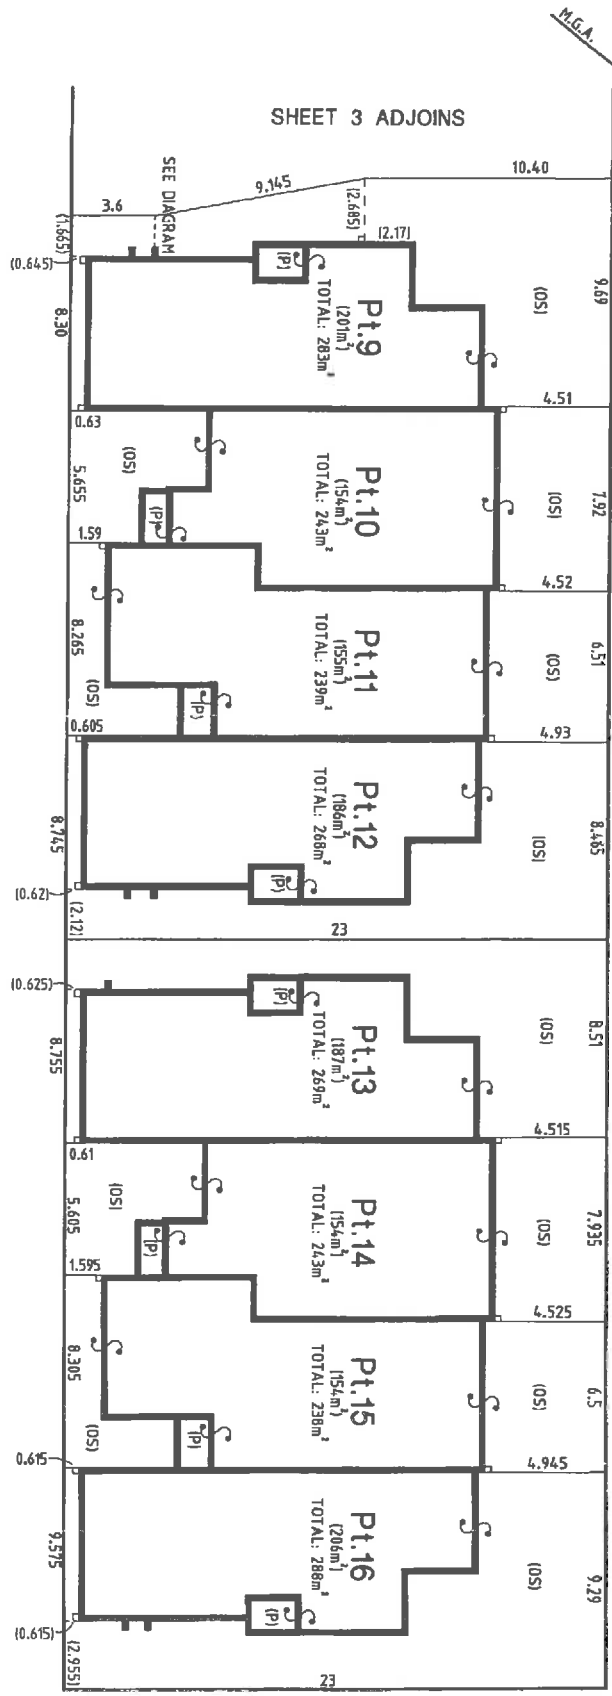 M.G.A.
SHEET 3 ADJOINS
10.40
9.145
3.6
SEE DIAGRAM
(2.685)
(2.17)
(1.665)
(0.645)
(P)
9.69
(OS)
Pt.9
(201m²)
TOTAL: 283m²
8.30
4.51
0.63
(OS)
Pt.10
(154m²)
TOTAL: 243m²
(OS)
7.92
5.655
(P)
1.59
4.52
8.265
Pt.11
(155m²)
TOTAL: 239m²
(OS)
6.51
(OS)
(P)
0.605
4.93
8.745
Pt.12
(186m²)
TOTAL: 268m²
(OS)
8.465
(P)
(0.62)
(2.12)
23
(0.625)
(P)
8.755
Pt.13
(187m²)
TOTAL: 269m²
(OS)
8.51
4.515
0.61
(OS)
Pt.14
(154m²)
TOTAL: 243m²
(OS)
7.935
5.605
(P)
1.595
4.525
8.305
Pt.15
(154m²)
TOTAL: 238m²
(OS)
6.5
(OS)
(P)
0.615
4.945
9.575
Pt.16
(206m²)
TOTAL: 288m²
(OS)
9.29
(P)
(0.615)
(2.955)
23